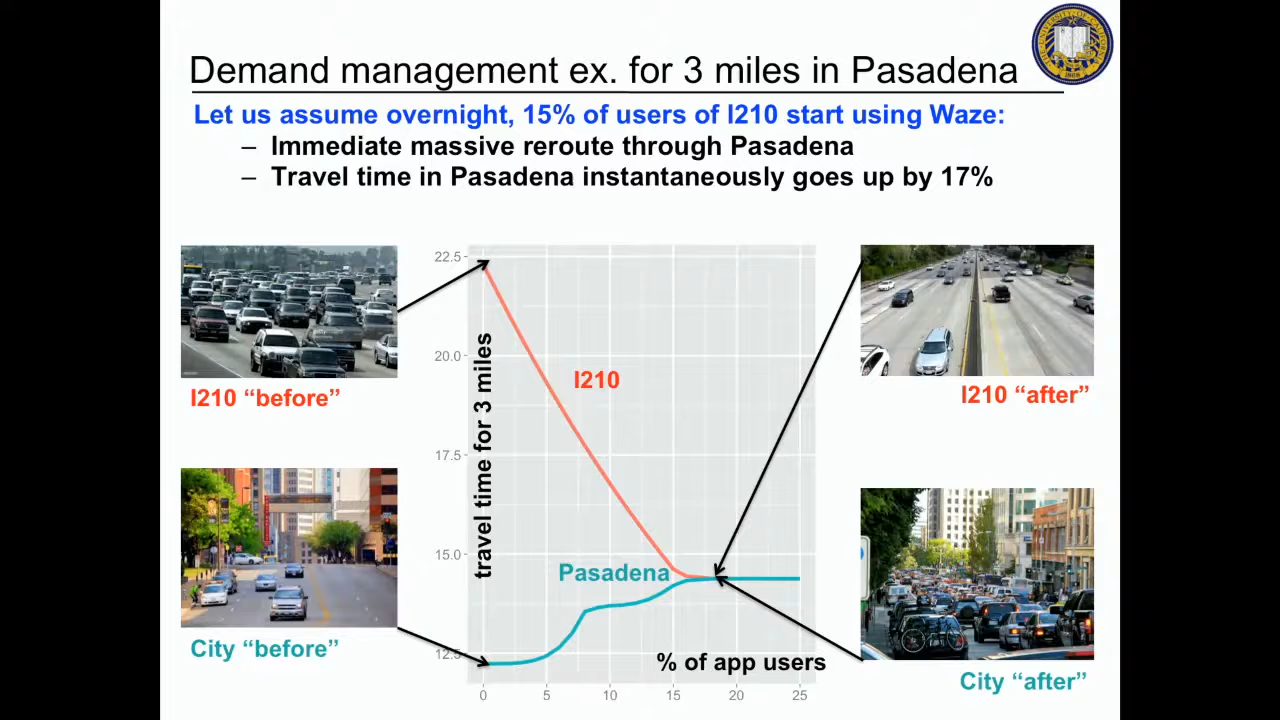 Demand management ex. for 3 miles in Pasadena
Let us assume overnight, 15% of users of I210 start using Waze:
– Immediate massive reroute through Pasadena
– Travel time in Pasadena instantaneously goes up by 17%
I210 “before”
City “before”
22.5
20.0
17.5
15.0
12.5
travel time for 3 miles
I210
Pasadena
% of app users
0 5 10 15 20 25
I210 “after”
City “after”